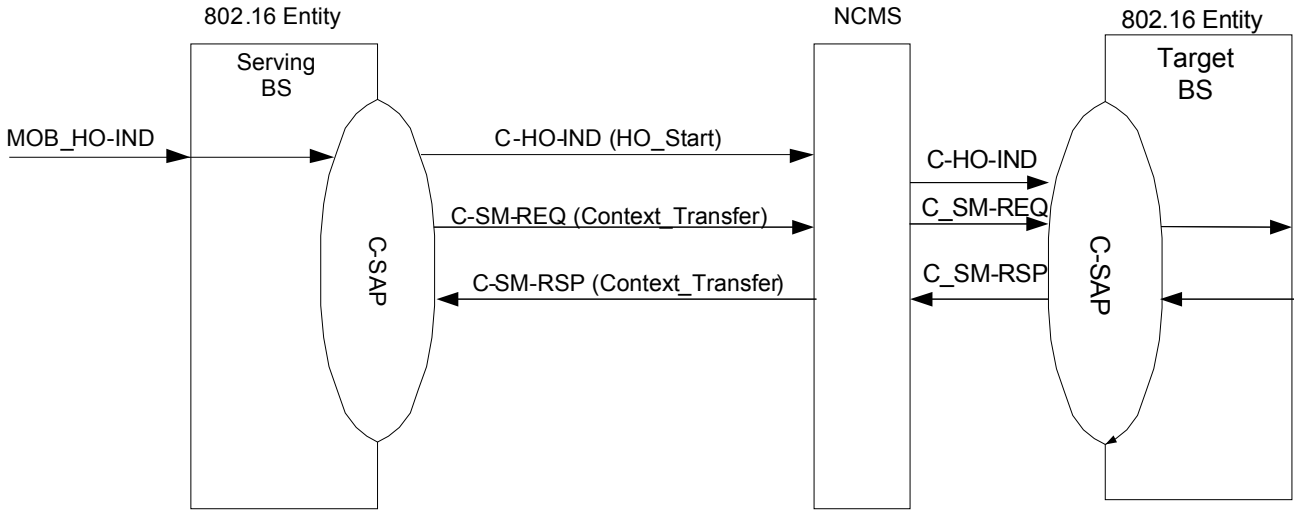 802.16 Entity
NCMS
802.16 Entity
Serving
BS
Target
BS
MOB_HO-IND
C-HO-IND (HO_Start)
C-HO-IND
C-SM-REQ (Context_Transfer)
C_SM-REQ
C-SAP
C-SM-RSP (Context_Transfer)
C_SM-RSP
C-SAP